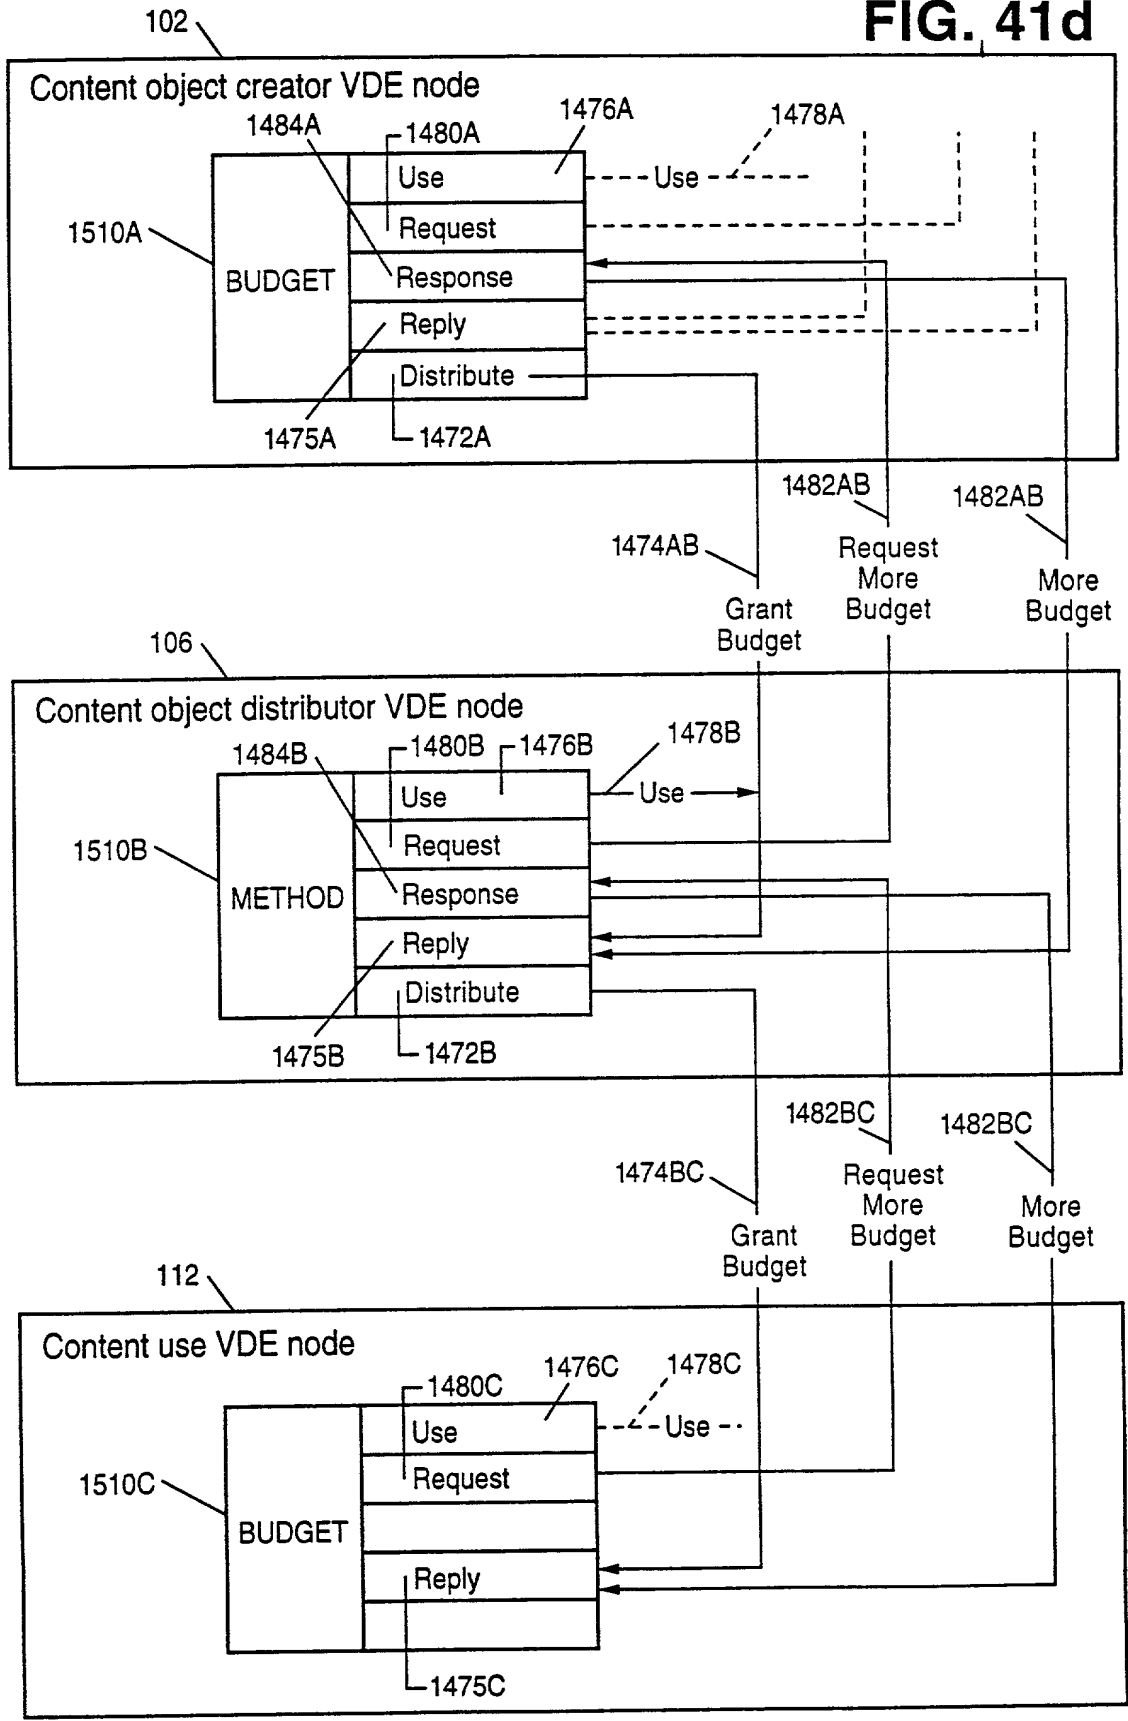 FIG. 41d
102
Content object creator VDE node
1476A
1478A
1484A
1480A
Use
Use
1510A
Request
BUDGET
Response
Reply
Distribute
1475A
1472A
1482AB
1482AB
1474AB
Request
More
Budget
More
Budget
Grant
Budget
106
Content object distributor VDE node
1478B
1484B
1480B
1476B
Use
Use
1510B
Request
METHOD
Response
Reply
Distribute
1475B
1472B
1482BC
1482BC
1474BC
Request
More
Budget
More
Budget
Grant
Budget
112
Content use VDE node
1476C
1478C
1480C
Use
Use
1510C
Request
BUDGET
Reply
1475C